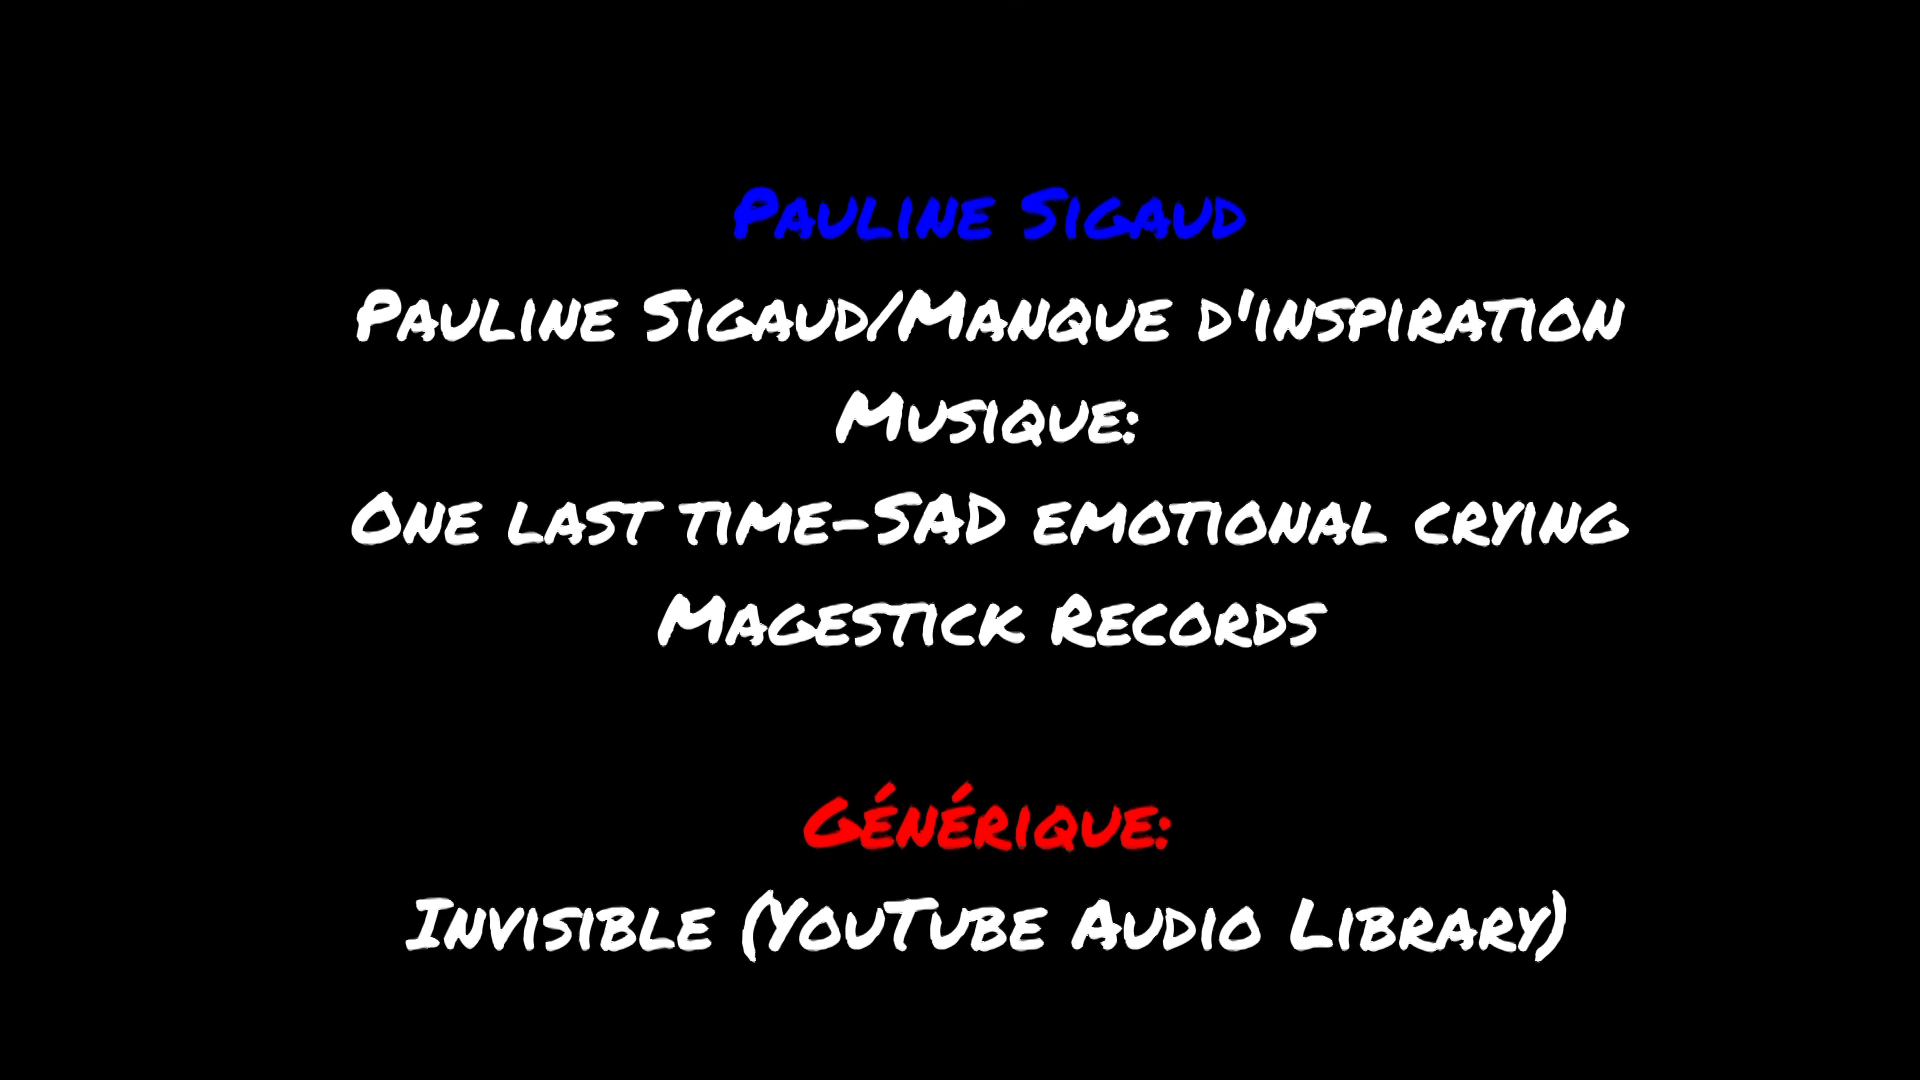 Pauline Sigaud
Pauline Sigaud/Manque d'inspiration
Musique:
One last time-SAD emotional crying
Magestick Records
Générique:
Invisible (YouTube Audio Library)